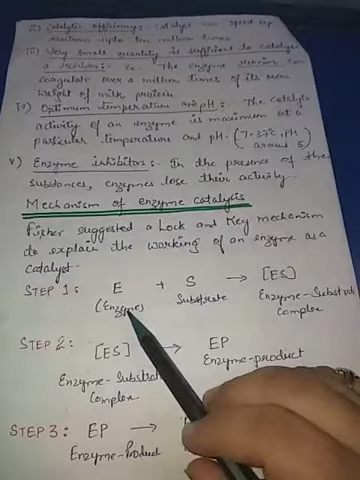 ii) Catalytic efficiency: Catalyst can speed up
reactions upto ten million times.
iii) Very small quantity is sufficient to catalyse
a reaction:- Ex- The enzyme rennin can
coagulate over a million times of its own
weight of milk protein
iv) Optimum temperature and pH:- The catalytic
activity of an enzyme is maximum at a
particular temperature and pH. (T=37°C, pH
around 5)
v) Enzyme inhibitors:- In the presence of the
substances, enzymes lose their activity.
Mechanism of enzyme catalysis
Fisher suggested a Lock and Key mechanism
to explain the working of an enzyme as a
catalyst.
STEP 1: E + S → [ES]
(Enzyme) Substrate Enzyme-Substrate
Complex
STEP 2: [ES] → EP
Enzyme-Substrate Enzyme-product
Complex
STEP 3: EP →
Enzyme-Product